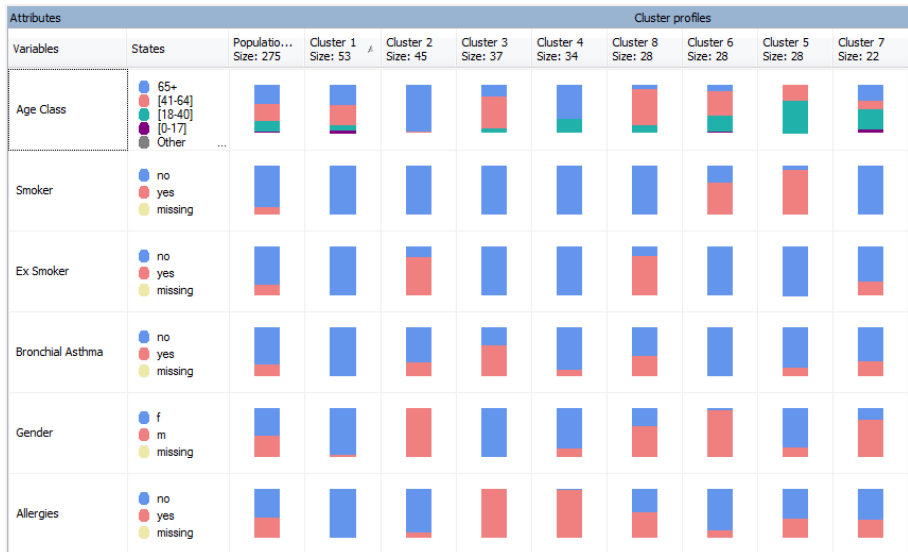 Attributes Cluster profiles
Variables States Populatio... Cluster 1 Cluster 2 Cluster 3 Cluster 4 Cluster 8 Cluster 6 Cluster 5 Cluster 7
Size: 275 Size: 53 Size: 45 Size: 37 Size: 34 Size: 28 Size: 28 Size: 28 Size: 22
65+
[41-64]
Age Class [18-40]
[0-17]
Other ...
no
Smoker yes
missing
no
Ex Smoker yes
missing
no
Bronchial Asthma yes
missing
f
Gender m
missing
no
Allergies yes
missing